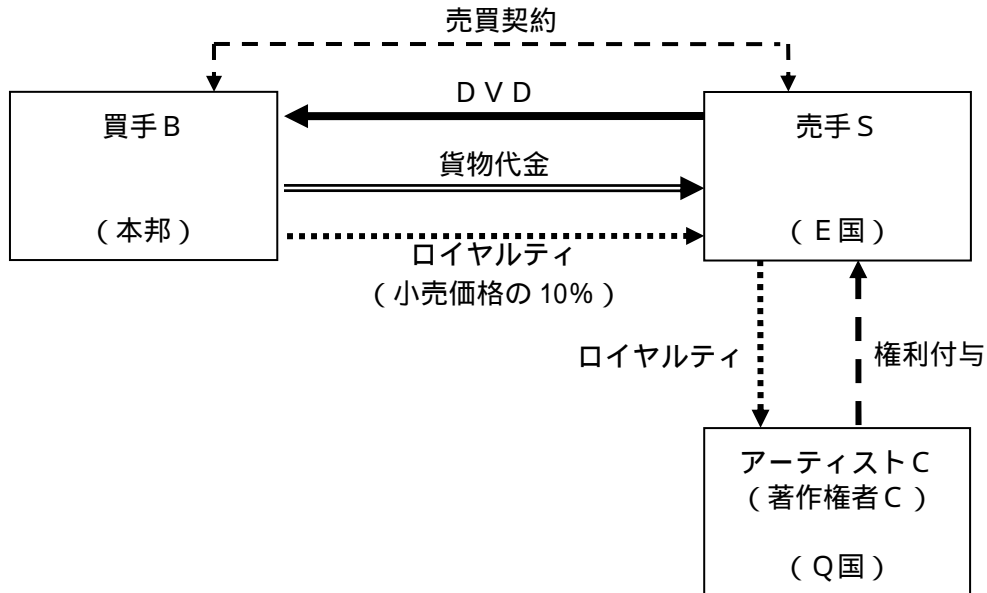 売買契約
DVD
買手B
売手S
貨物代金
(本邦)
(E国)
ロイヤルティ
(小売価格の10%)
ロイヤルティ
権利付与
アーティストC
(著作権者C)
(Q国)